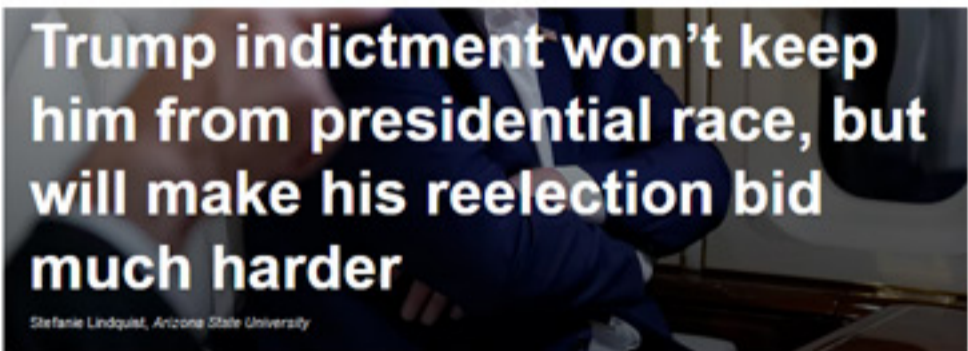 Trump indictment won’t keep
him from presidential race, but
will make his reelection bid
much harder
Stefanie Lindquist, Arizona State University